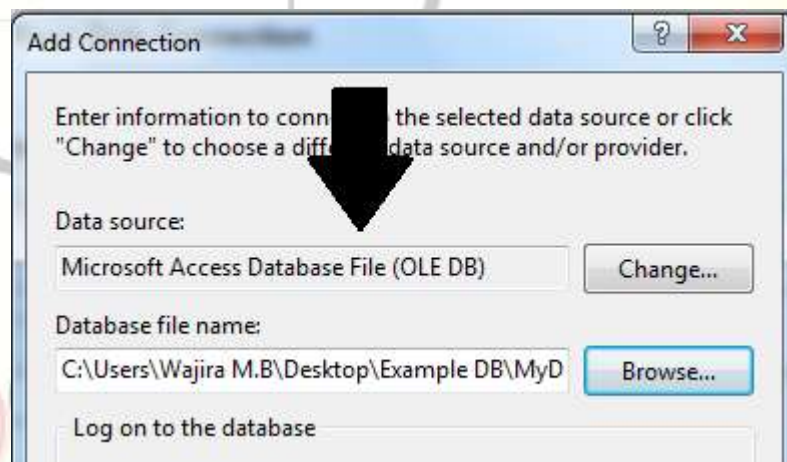 Add Connection
Enter information to conn the selected data source or click
"Change" to choose a diff data source and/or provider.
Data source:
Microsoft Access Database File (OLE DB)
Change...
Database file name:
C:\Users\Wajira M.B\Desktop\Example DB\MyD
Browse...
Log on to the database